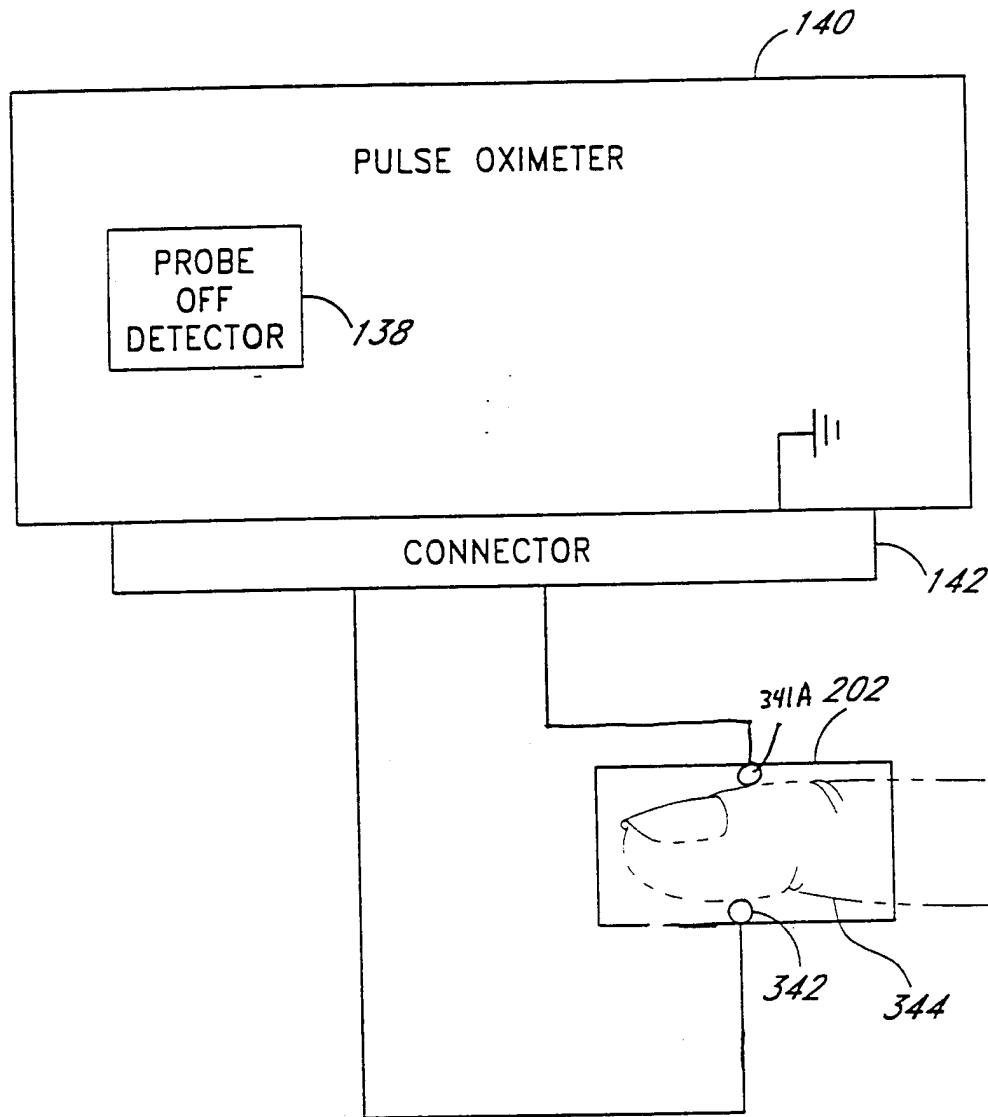 140
PULSE OXIMETER
PROBE
OFF
DETECTOR
138
CONNECTOR
142
341A 202
342
344